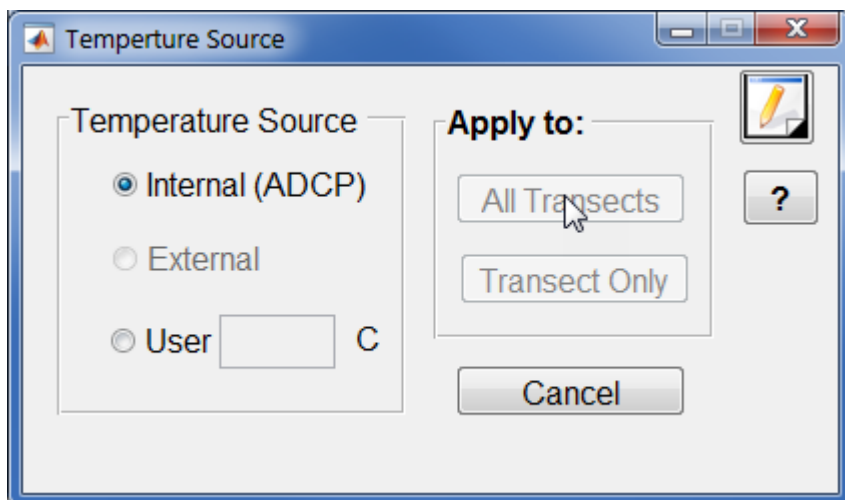 Temperture Source
Temperature Source
Internal (ADCP)
External
User C
Apply to:
All Transects
Transect Only
Cancel
?